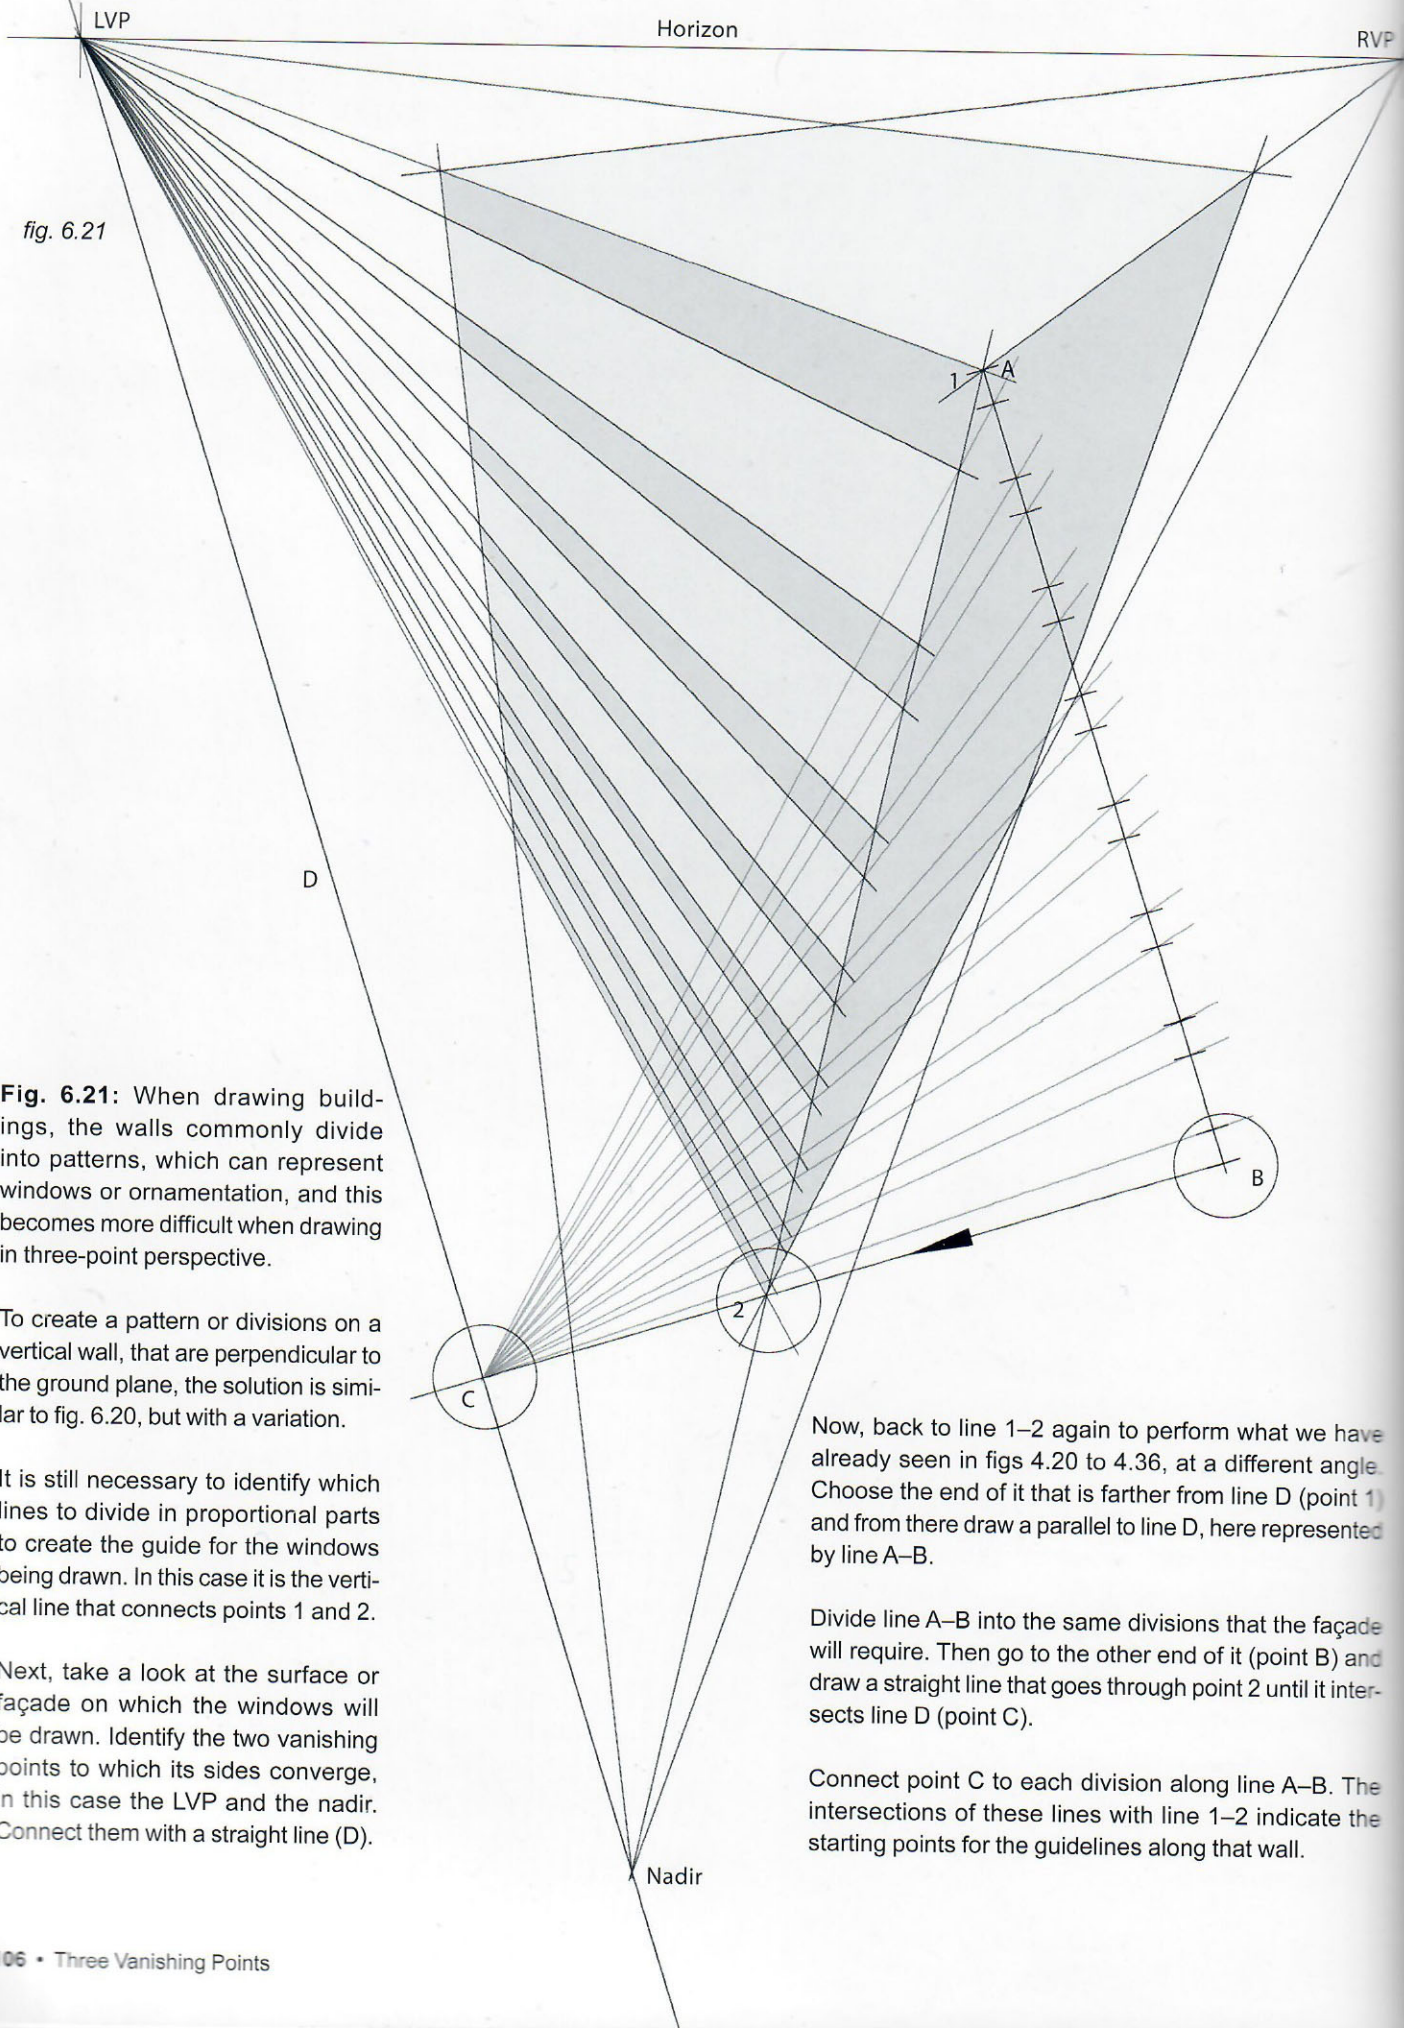 LVP
Horizon
RVP
fig. 6.21
1
A
D
B
2
C
Fig. 6.21: When drawing build-
ings, the walls commonly divide
into patterns, which can represent
windows or ornamentation, and this
becomes more difficult when drawing
in three-point perspective.
To create a pattern or divisions on a
vertical wall, that are perpendicular to
the ground plane, the solution is simi-
lar to fig. 6.20, but with a variation.
It is still necessary to identify which
lines to divide in proportional parts
to create the guide for the windows
being drawn. In this case it is the verti-
cal line that connects points 1 and 2.
Next, take a look at the surface or
façade on which the windows will
be drawn. Identify the two vanishing
points to which its sides converge,
in this case the LVP and the nadir.
Connect them with a straight line (D).
Now, back to line 1–2 again to perform what we have
already seen in figs 4.20 to 4.36, at a different angle.
Choose the end of it that is farther from line D (point 1)
and from there draw a parallel to line D, here represented
by line A–B.
Divide line A–B into the same divisions that the façade
will require. Then go to the other end of it (point B) and
draw a straight line that goes through point 2 until it inter-
sects line D (point C).
Connect point C to each division along line A–B. The
intersections of these lines with line 1–2 indicate the
starting points for the guidelines along that wall.
Nadir
06 • Three Vanishing Points